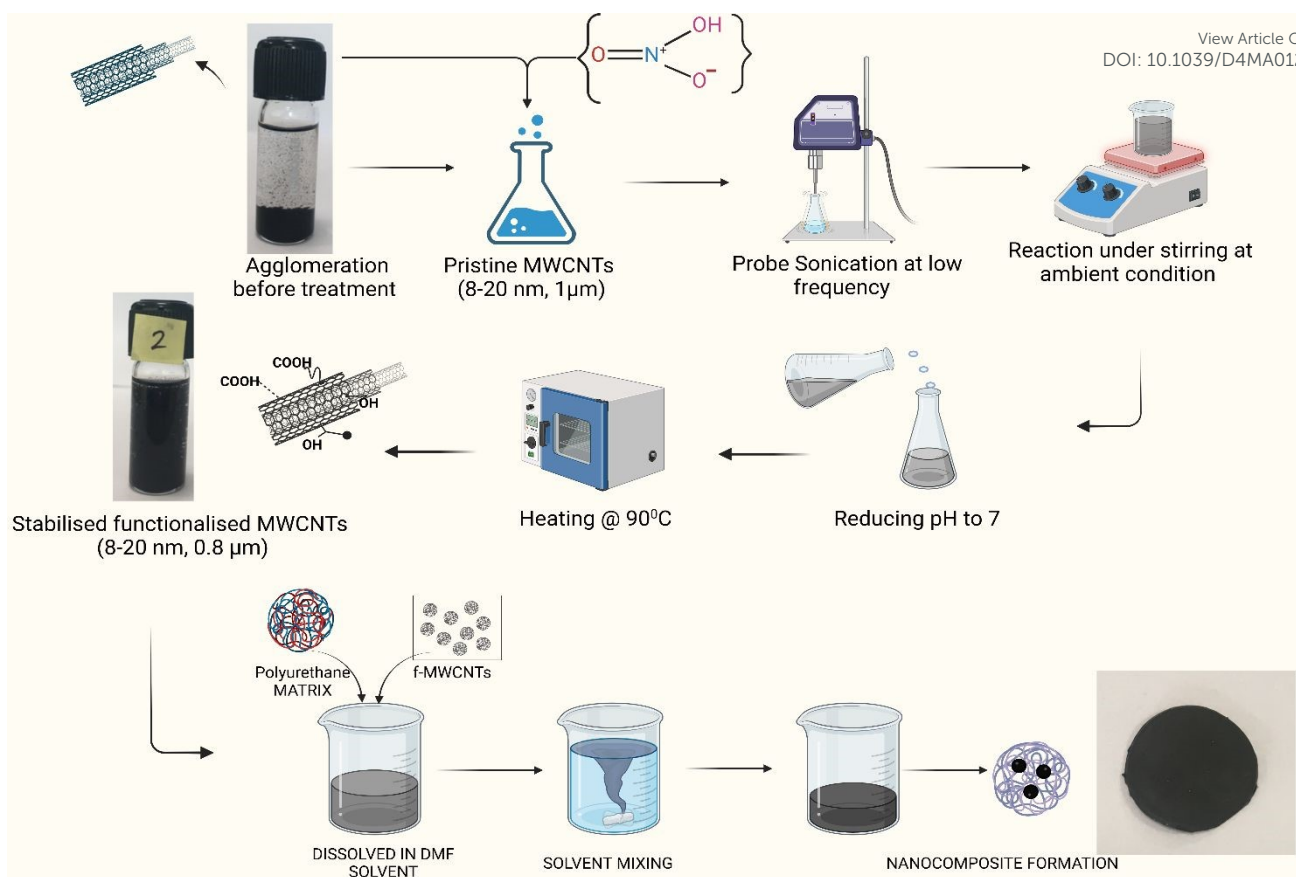 View Article O
DOI: 10.1039/D4MA012
OH
O=N⁺
O⁻
Agglomeration
before treatment
Pristine MWCNTs
(8-20 nm, 1µm)
Probe Sonication at low
frequency
Reaction under stirring at
ambient condition
2
COOH
COOH
OH
OH
Stabilised functionalised MWCNTs
(8-20 nm, 0.8 µm)
Heating @ 90⁰C
Reducing pH to 7
Polyurethane
MATRIX
f-MWCNTs
DISSOLVED IN DMF
SOLVENT
SOLVENT MIXING
NANOCOMPOSITE FORMATION